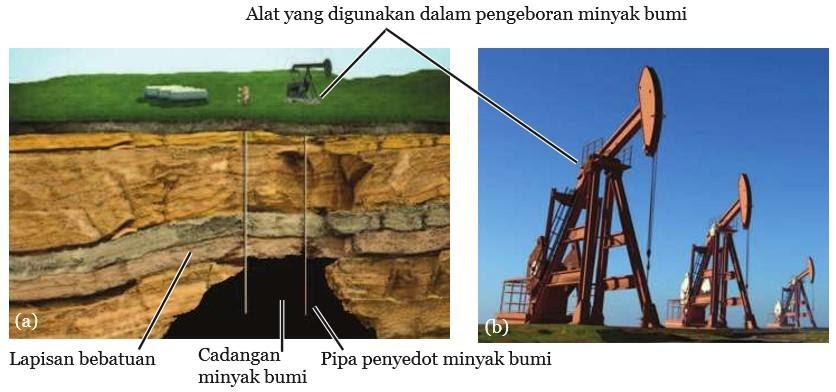 Alat yang digunakan dalam pengeboran minyak bumi
(a)
(b)
Lapisan bebatuan
Cadangan
minyak bumi
Pipa penyedot minyak bumi